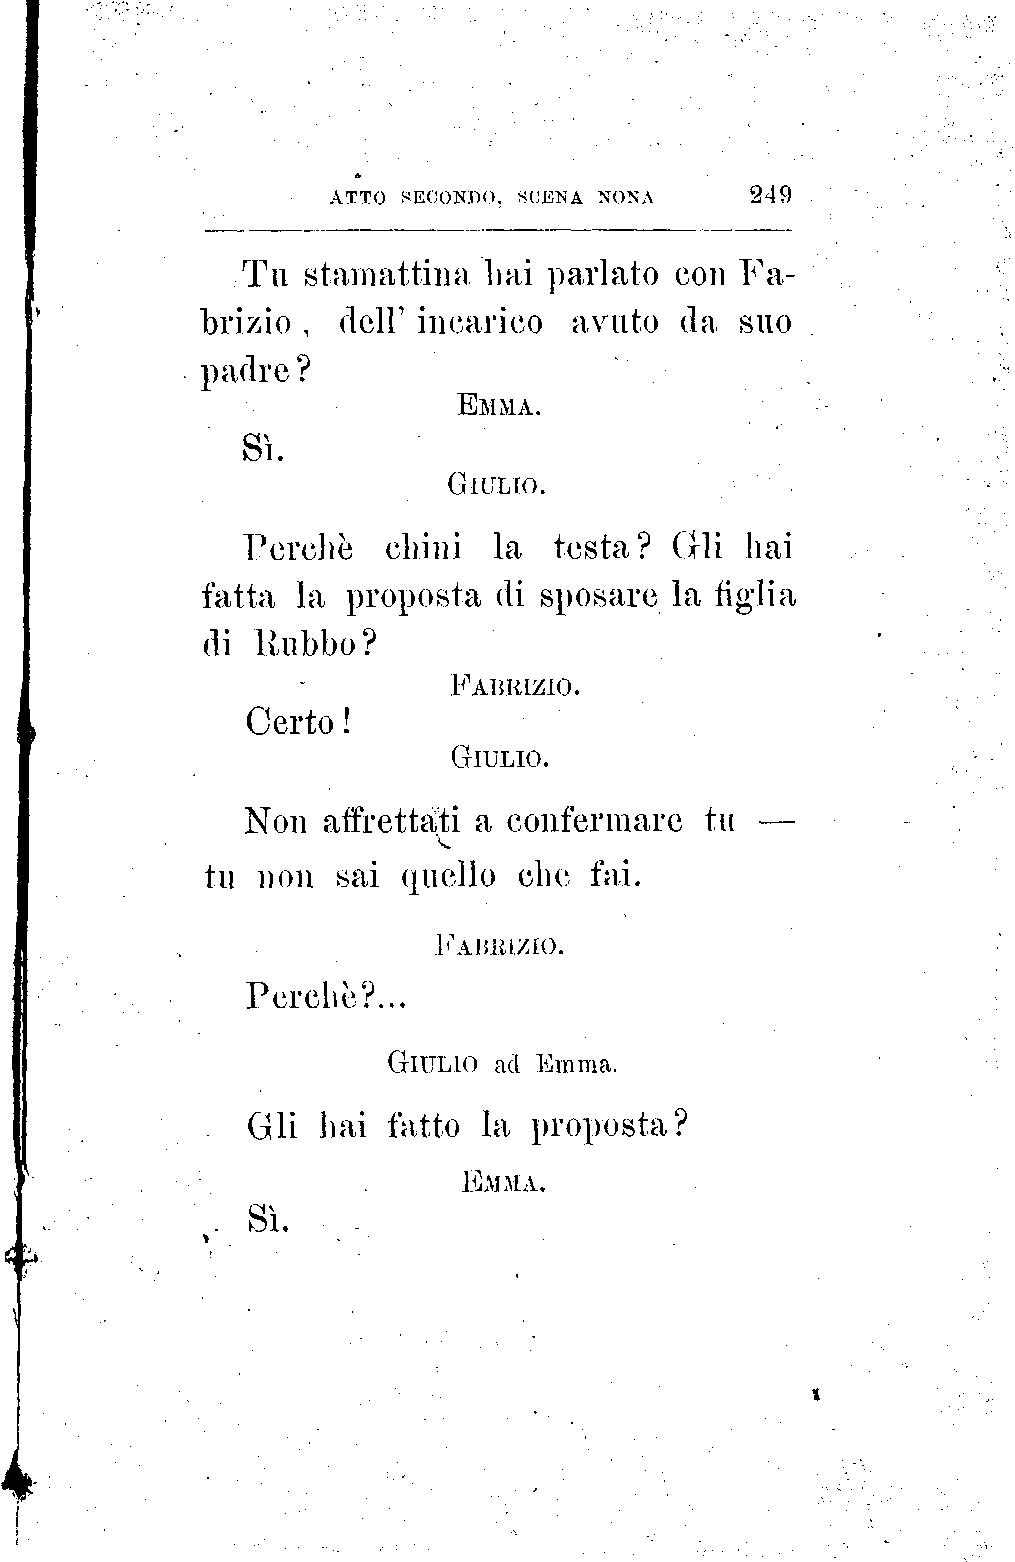 ATTO SECONDO, SCENA NONA 249
Tu stamattina hai parlato con Fa-
brizio, dell' incarico avuto da suo
padre?
EMMA.
Sì.
GIULIO.
Perchè chini la testa? Gli hai
fatta la proposta di sposare la figlia
di Rubbo?
FABRIZIO.
Certo!
GIULIO.
Non affrettati a confermare tu —
tu non sai quello che fai.
FABRIZIO.
Perchè?...
GIULIO ad Emma.
Gli hai fatto la proposta?
EMMA.
Sì.